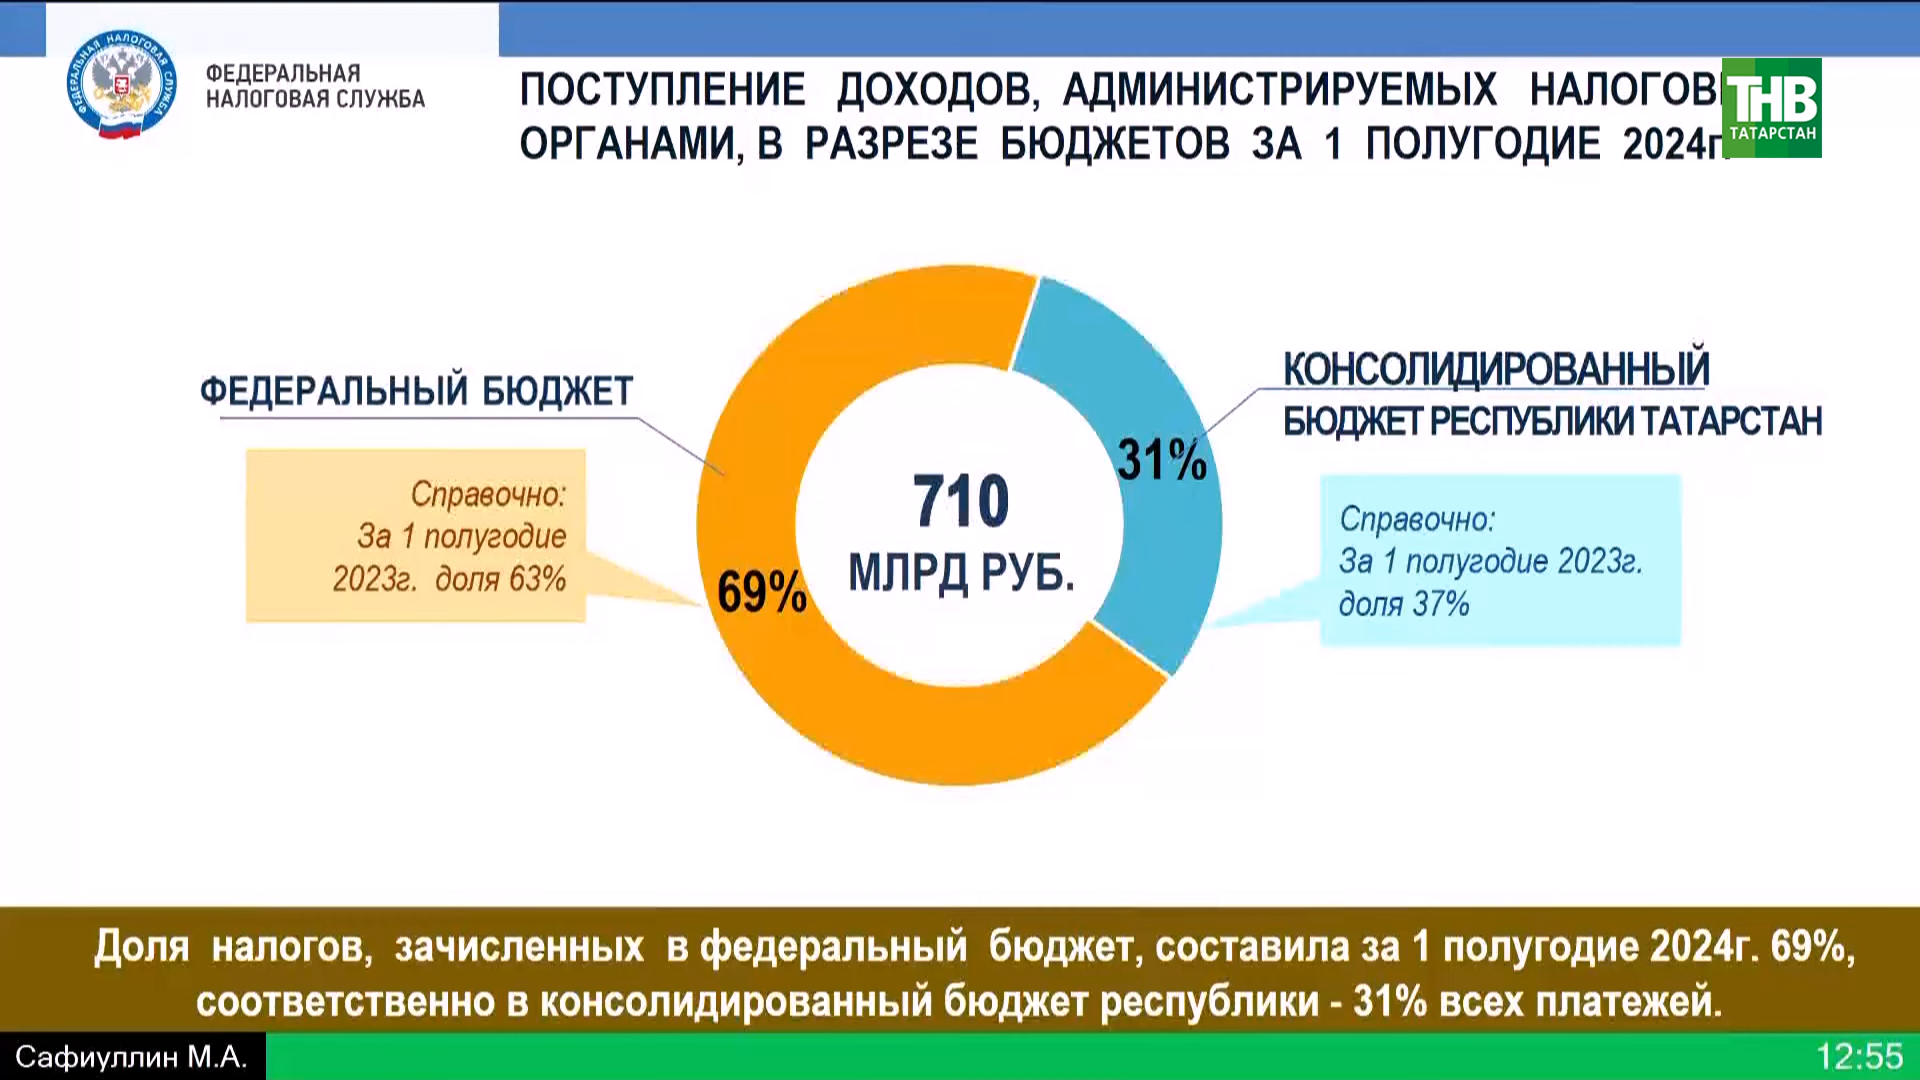 ФЕДЕРАЛЬНАЯ НАЛОГОВАЯ СЛУЖБА
ФЕДЕРАЛЬНАЯ
НАЛОГОВАЯ СЛУЖБА
ПОСТУПЛЕНИЕ ДОХОДОВ, АДМИНИСТРИРУЕМЫХ НАЛОГОВ
ОРГАНАМИ, В РАЗРЕЗЕ БЮДЖЕТОВ ЗА 1 ПОЛУГОДИЕ 2024г.
ТНВ
ТАТАРСТАН
ФЕДЕРАЛЬНЫЙ БЮДЖЕТ
Справочно:
За 1 полугодие
2023г. доля 63%
69%
710
МЛРД РУБ.
31%
КОНСОЛИДИРОВАННЫЙ
БЮДЖЕТ РЕСПУБЛИКИ ТАТАРСТАН
Справочно:
За 1 полугодие 2023г.
доля 37%
Доля налогов, зачисленных в федеральный бюджет, составила за 1 полугодие 2024г. 69%,
соответственно в консолидированный бюджет республики - 31% всех платежей.
Сафиуллин М.А.
12:55